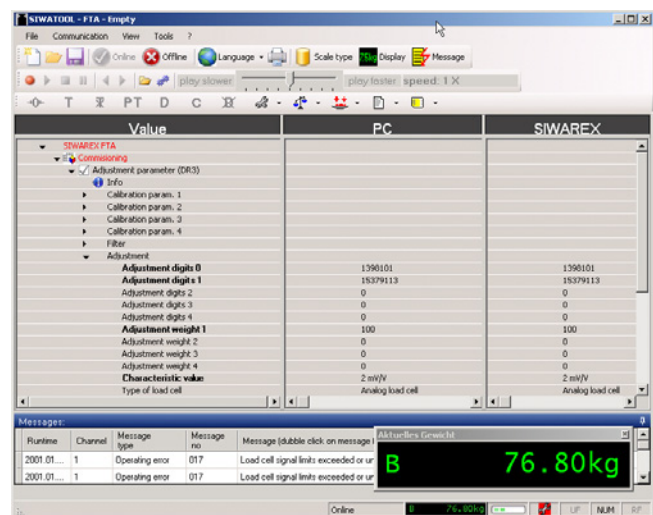 SIWATOOL - FTA - Empty
File Communication View Tools ?
Online Offline Language Scale type 76kg Display Message
play slower play faster speed: 1 X
-0- T PT D C
Value PC SIWAREX
SIWAREX FTA
Commisioning
Adjustment parameter (DR3)
Info
Calibration param. 1
Calibration param. 2
Calibration param. 3
Calibration param. 4
Filter
Adjustment
Adjustment digits 0 1398101 1398101
Adjustment digits 1 15379113 15379113
Adjustment digits 2 0 0
Adjustment digits 3 0 0
Adjustment digits 4 0 0
Adjustment weight 1 100 100
Adjustment weight 2 0 0
Adjustment weight 3 0 0
Adjustment weight 4 0 0
Characteristic value 2 mV/V 2 mV/V
Type of load cell Analog load cell Analog load cell
Messages:
Runtime Channel Message type Message no Message (dubble click on message
2001.01.... 1 Operating error 017 Load cell signal limits exceeded or ur
2001.01.... 1 Operating error 017 Load cell signal limits exceeded or ur
Aktuelles Gewicht
B 76.80kg
Online B 76.80kg UF NUM RF